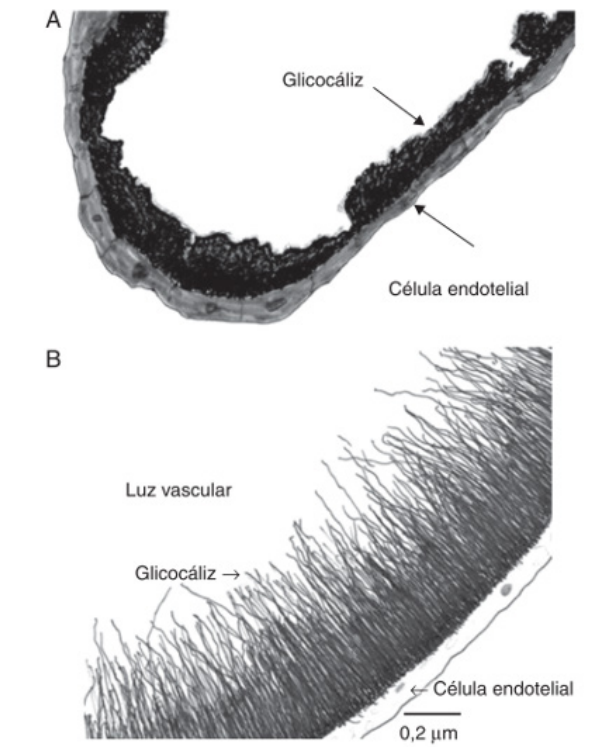 A
Glicocáliz
Célula endotelial
B
Luz vascular
Glicocáliz →
← Célula endotelial
0,2 μm